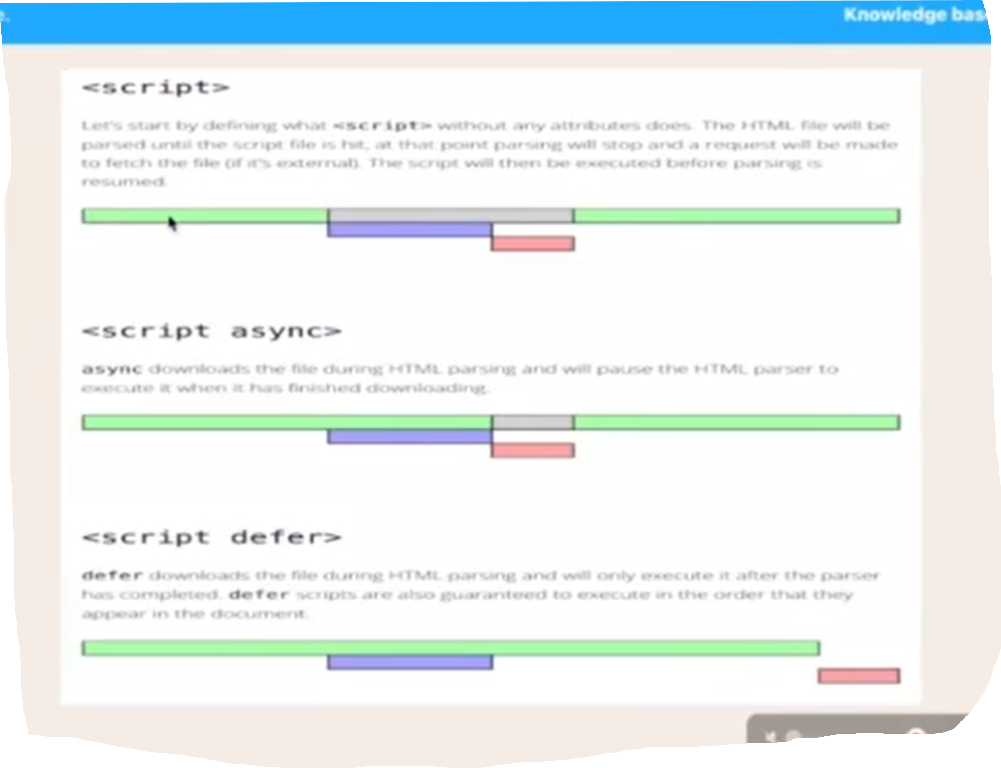 e.
Knowledge bas
<script>
Let's start by defining what <script> without any attributes does. The HTML file will be
parsed until the script file is hit, at that point parsing will stop and a request will be made
to fetch the file (if it's external). The script will then be executed before parsing is
resumed.
<script async>
async downloads the file during HTML parsing and will pause the HTML parser to
execute it when it has finished downloading.
<script defer>
defer downloads the file during HTML parsing and will only execute it after the parser
has completed. defer scripts are also guaranteed to execute in the order that they
appear in the document.